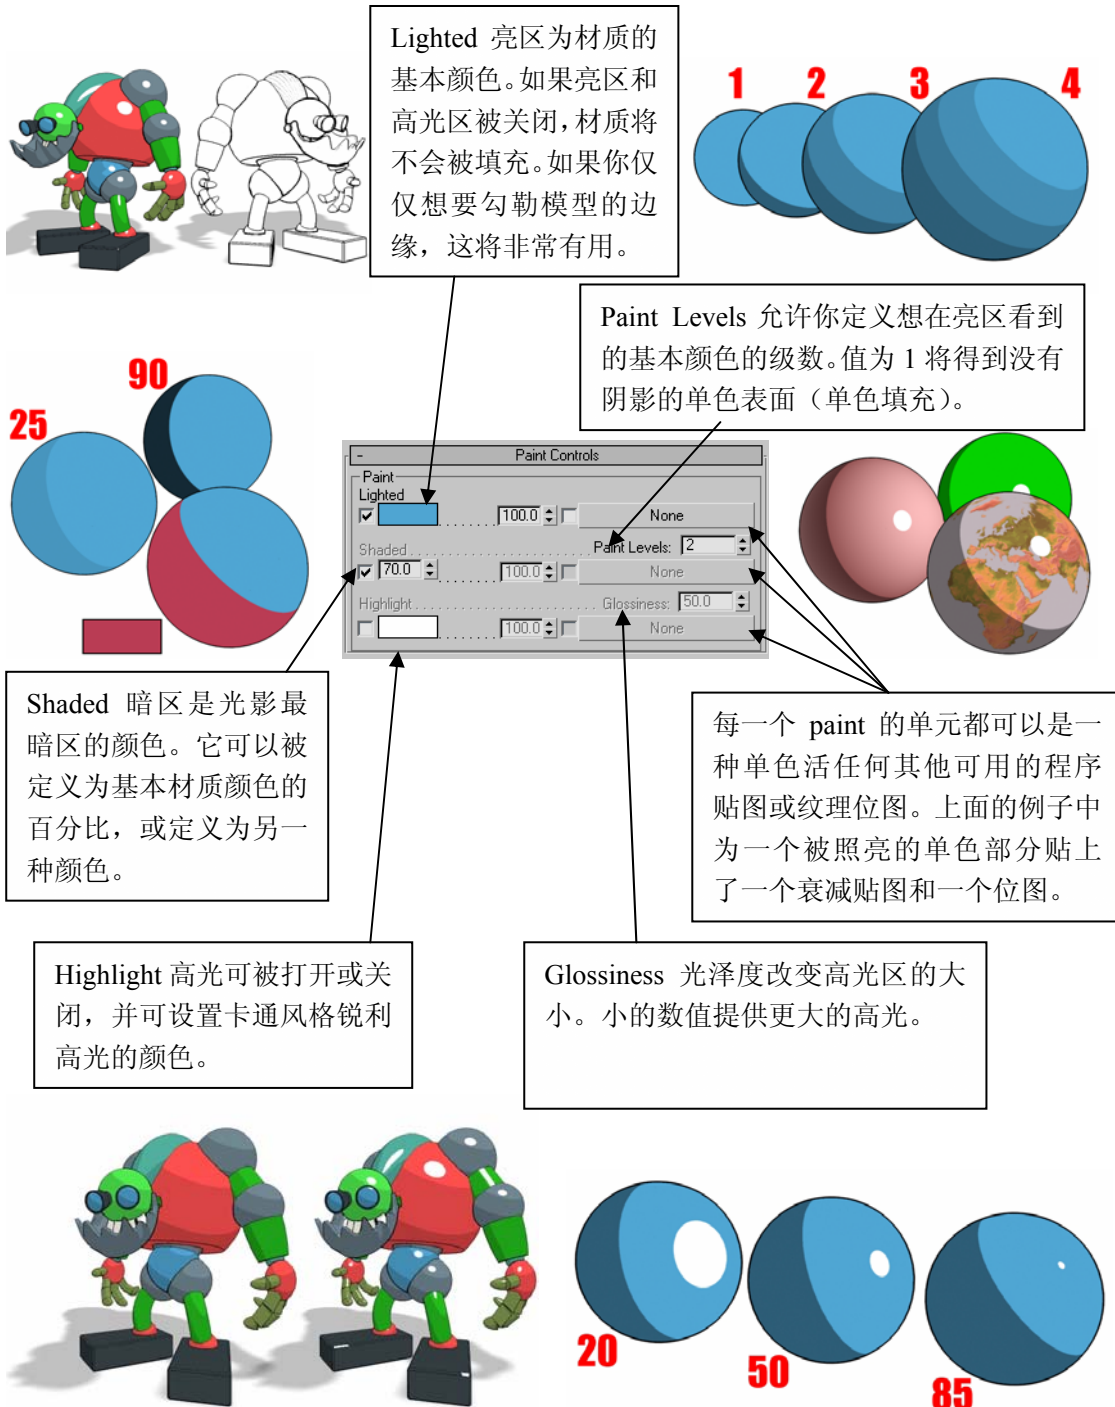 Lighted 亮区为材质的
基本颜色。如果亮区和
高光区被关闭，材质将
不会被填充。如果你仅
仅想要勾勒模型的边
缘，这将非常有用。
1
2
3
4
Paint Levels 允许你定义想在亮区看到
的基本颜色的级数。值为 1 将得到没有
阴影的单色表面（单色填充）。
90
25
- Paint Controls
Paint
Lighted
100.0 None
Shaded Paint Levels: 2
70.0 100.0 None
Highlight Glossiness: 50.0
100.0 None
Shaded 暗区是光影最
暗区的颜色。它可以被
定义为基本材质颜色的
百分比，或定义为另一
种颜色。
每一个 paint 的单元都可以是一
种单色活任何其他可用的程序
贴图或纹理位图。上面的例子中
为一个被照亮的单色部分贴上
了一个衰减贴图和一个位图。
Highlight 高光可被打开或关
闭，并可设置卡通风格锐利
高光的颜色。
Glossiness 光泽度改变高光区的大
小。小的数值提供更大的高光。
20
50
85